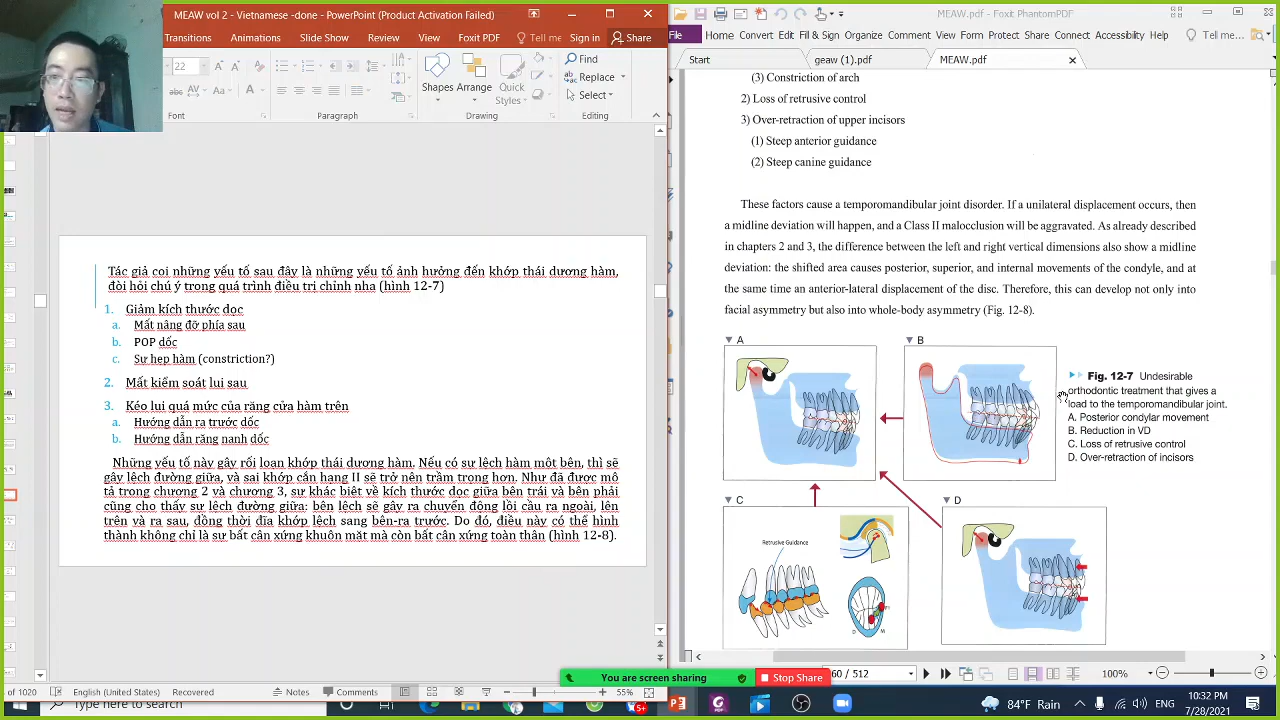 MEAW vol 2 - Vietnamese -done - PowerPoint (Product Activation Failed)
MEAW.pdf - Foxit PhantomPDF
Transitions Animations Slide Show Review View Foxit PDF Tell me Sign in Share
File Home Convert Edit Fill & Sign Organize Comment View Form Protect Share Connect Accessibility Help Tell me...
Start geaw (1).pdf MEAW.pdf
22
Shapes Arrange Quick Styles
Find
Replace
Select
Font Paragraph Drawing Editing
Tác giả coi những yếu tố sau đây là những yếu tố ảnh hưởng đến khớp thái dương hàm,
đòi hỏi chú ý trong quá trình điều trị chỉnh nha (hình 12-7)
1. Giảm kích thước dọc
a. Mất nâng đỡ phía sau
b. POP dốc
c. Sự hẹp hàm (constriction?)
2. Mất kiểm soát lui sau
3. Kéo lui quá mức của răng cửa hàm trên
a. Hướng dẫn ra trước dốc
b. Hướng dẫn răng nanh dốc
Những yếu tố này gây rối loạn khớp thái dương hàm. Nếu có sự lệch hàm một bên, thì sẽ
gây lệch đường giữa, và sai khớp cắn hạng II sẽ trở nên trầm trọng hơn. Như đã được mô
tả trong chương 2 và chương 3, sự khác biệt về kích thước dọc giữa bên trái và bên phải
cũng cho thấy sự lệch đường giữa: bên lệch sẽ gây ra chuyển động lồi cầu ra ngoài, lên
trên và ra sau, đồng thời đĩa khớp lệch sang bên-ra trước. Do đó, điều này có thể hình
thành không chỉ là sự bất cân xứng khuôn mặt mà còn bất cân xứng toàn thân (hình 12-8).
(3) Constriction of arch
2) Loss of retrusive control
3) Over-retraction of upper incisors
(1) Steep anterior guidance
(2) Steep canine guidance
These factors cause a temporomandibular joint disorder. If a unilateral displacement occurs, then
a midline deviation will happen, and a Class II malocclusion will be aggravated. As already described
in chapters 2 and 3, the difference between the left and right vertical dimensions also show a midline
deviation: the shifted area causes posterior, superior, and internal movements of the condyle, and at
the same time an anterior-lateral displacement of the disc. Therefore, this can develop not only into
facial asymmetry but also into whole-body asymmetry (Fig. 12-8).
A
B
Fig. 12-7 Undesirable
orthodontic treatment that gives a
load to the temporomandibular joint.
A. Posterior condylar movement
B. Reduction in VD
C. Loss of retrusive control
D. Over-retraction of incisors
C
D
Retrusive Guidance
D M
You are screen sharing Stop Share
of 1020 English (United States) Recovered Notes Comments 55%
60 / 512 100%
Type here to search
5+
84°F Rain
10:32 PM
7/28/2021